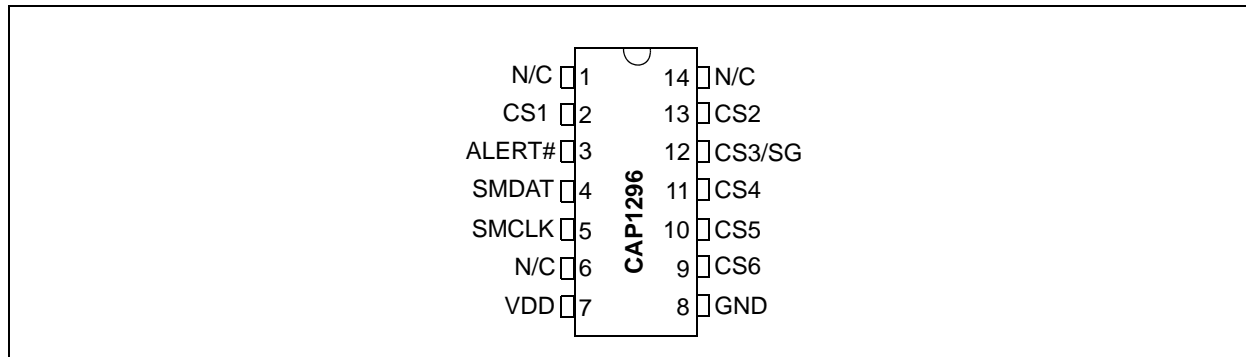 N/C 1 14 N/C
CS1 2 13 CS2
ALERT# 3 12 CS3/SG
SMDAT 4 11 CS4
SMCLK 5 10 CS5
N/C 6 9 CS6
VDD 7 8 GND
CAP1296